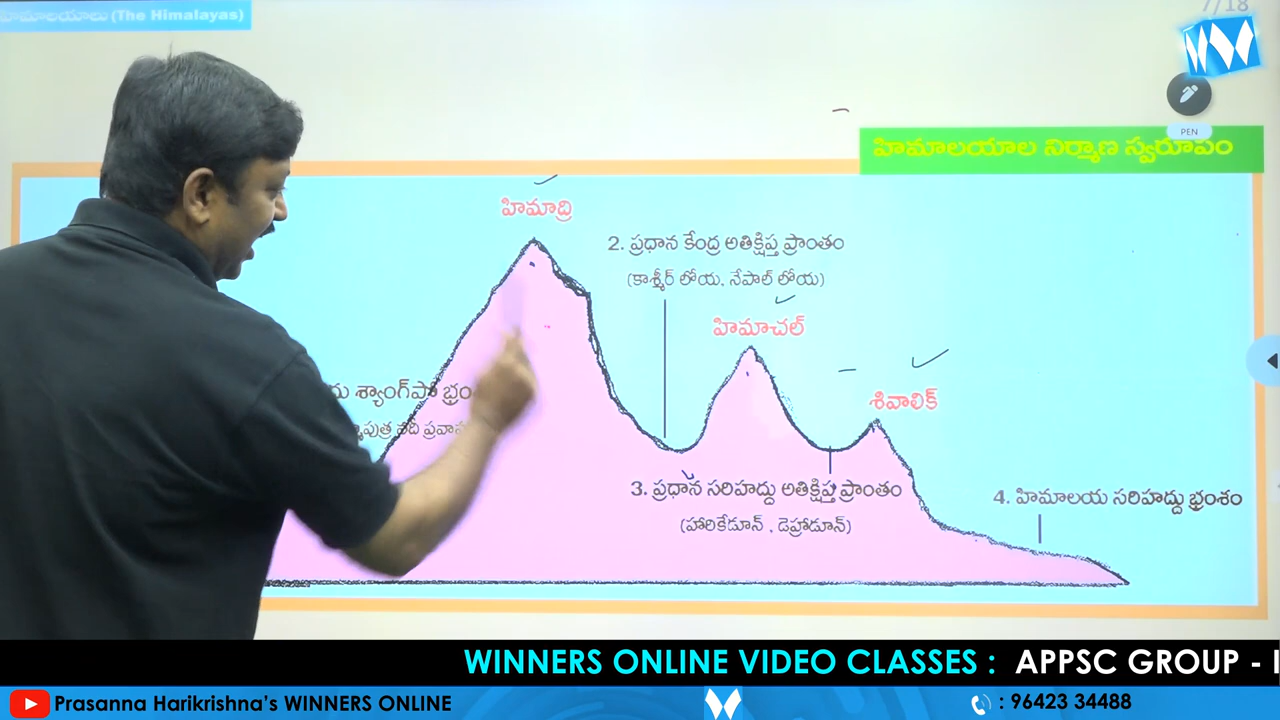 హిమాలయాలు (The Himalayas)
7/18
PEN
హిమాలయాల నిర్మాణ స్వరూపం
హిమాద్రి
2. ప్రధాన కేంద్ర అతిక్షిప్త ప్రాంతం
(కాశ్మీర్ లోయ. నేపాల్ లోయ)
హిమాచల్
శివాలిక్
3. ప్రధాన సరిహద్దు అతిక్షిప్త ప్రాంతం
(హారికేడూన్ , డెహ్రాడూన్)
4. హిమాలయ సరిహద్దు భ్రంశం
WINNERS ONLINE VIDEO CLASSES : APPSC GROUP -
Prasanna Harikrishna's WINNERS ONLINE
: 96423 34488